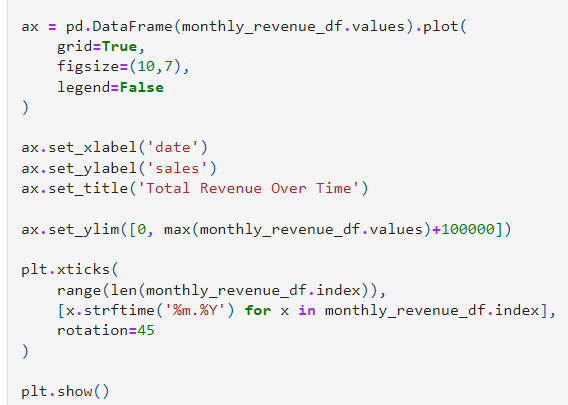 ax = pd.DataFrame(monthly_revenue_df.values).plot(
    grid=True,
    figsize=(10,7),
    legend=False
)

ax.set_xlabel('date')
ax.set_ylabel('sales')
ax.set_title('Total Revenue Over Time')

ax.set_ylim([0, max(monthly_revenue_df.values)+100000])

plt.xticks(
    range(len(monthly_revenue_df.index)),
    [x.strftime('%m.%Y') for x in monthly_revenue_df.index],
    rotation=45
)

plt.show()